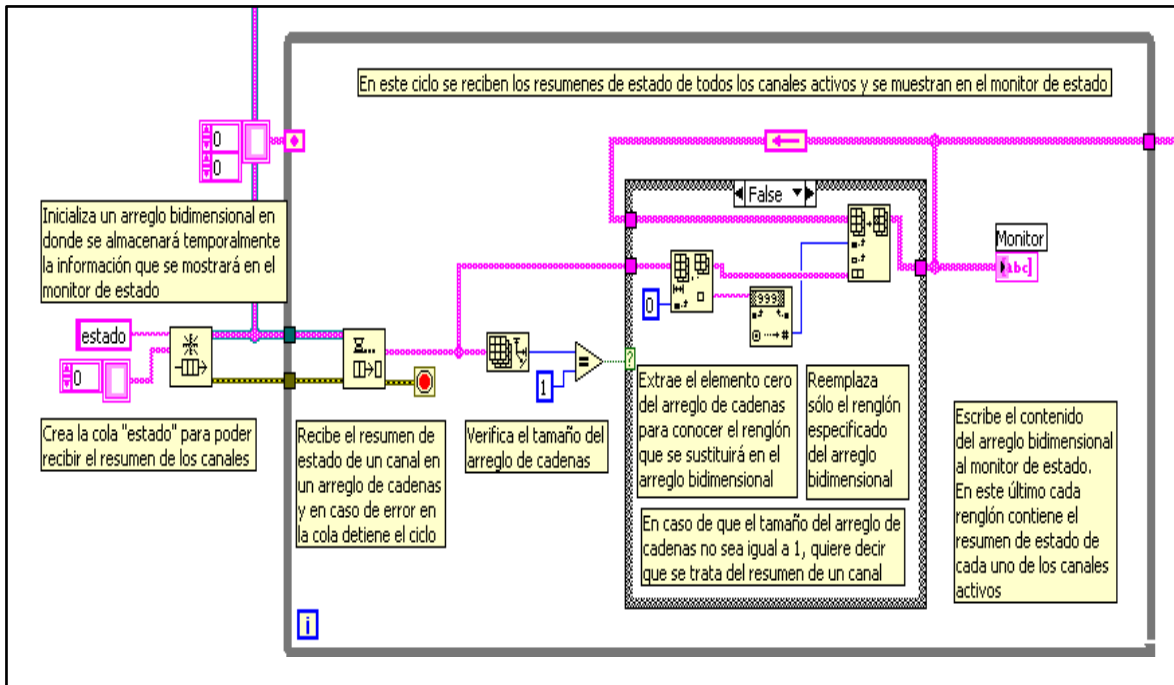 En este ciclo se reciben los resumenes de estado de todos los canales activos y se muestran en el monitor de estado
0
0
Inicializa un arreglo bidimensional en
donde se almacenará temporalmente
la información que se mostrará en el
monitor de estado
estado
0
Crea la cola "estado" para poder
recibir el resumen de los canales
Recibe el resumen de
estado de un canal en
un arreglo de cadenas
y en caso de error en
la cola detiene el ciclo
Verifica el tamaño del
arreglo de cadenas
=
1
?
False
0
999
#
Extrae el elemento cero
del arreglo de cadenas
para conocer el renglón
que se sustituirá en el
arreglo bidimensional
Reemplaza
sólo el renglón
especificado
del arreglo
bidimensional
En caso de que el tamaño del arreglo de
cadenas no sea igual a 1, quiere decir
que se trata del resumen de un canal
Monitor
abc
Escribe el contenido
del arreglo bidimensional
al monitor de estado.
En este último cada
renglón contiene el
resumen de estado de
cada uno de los canales
activos
i